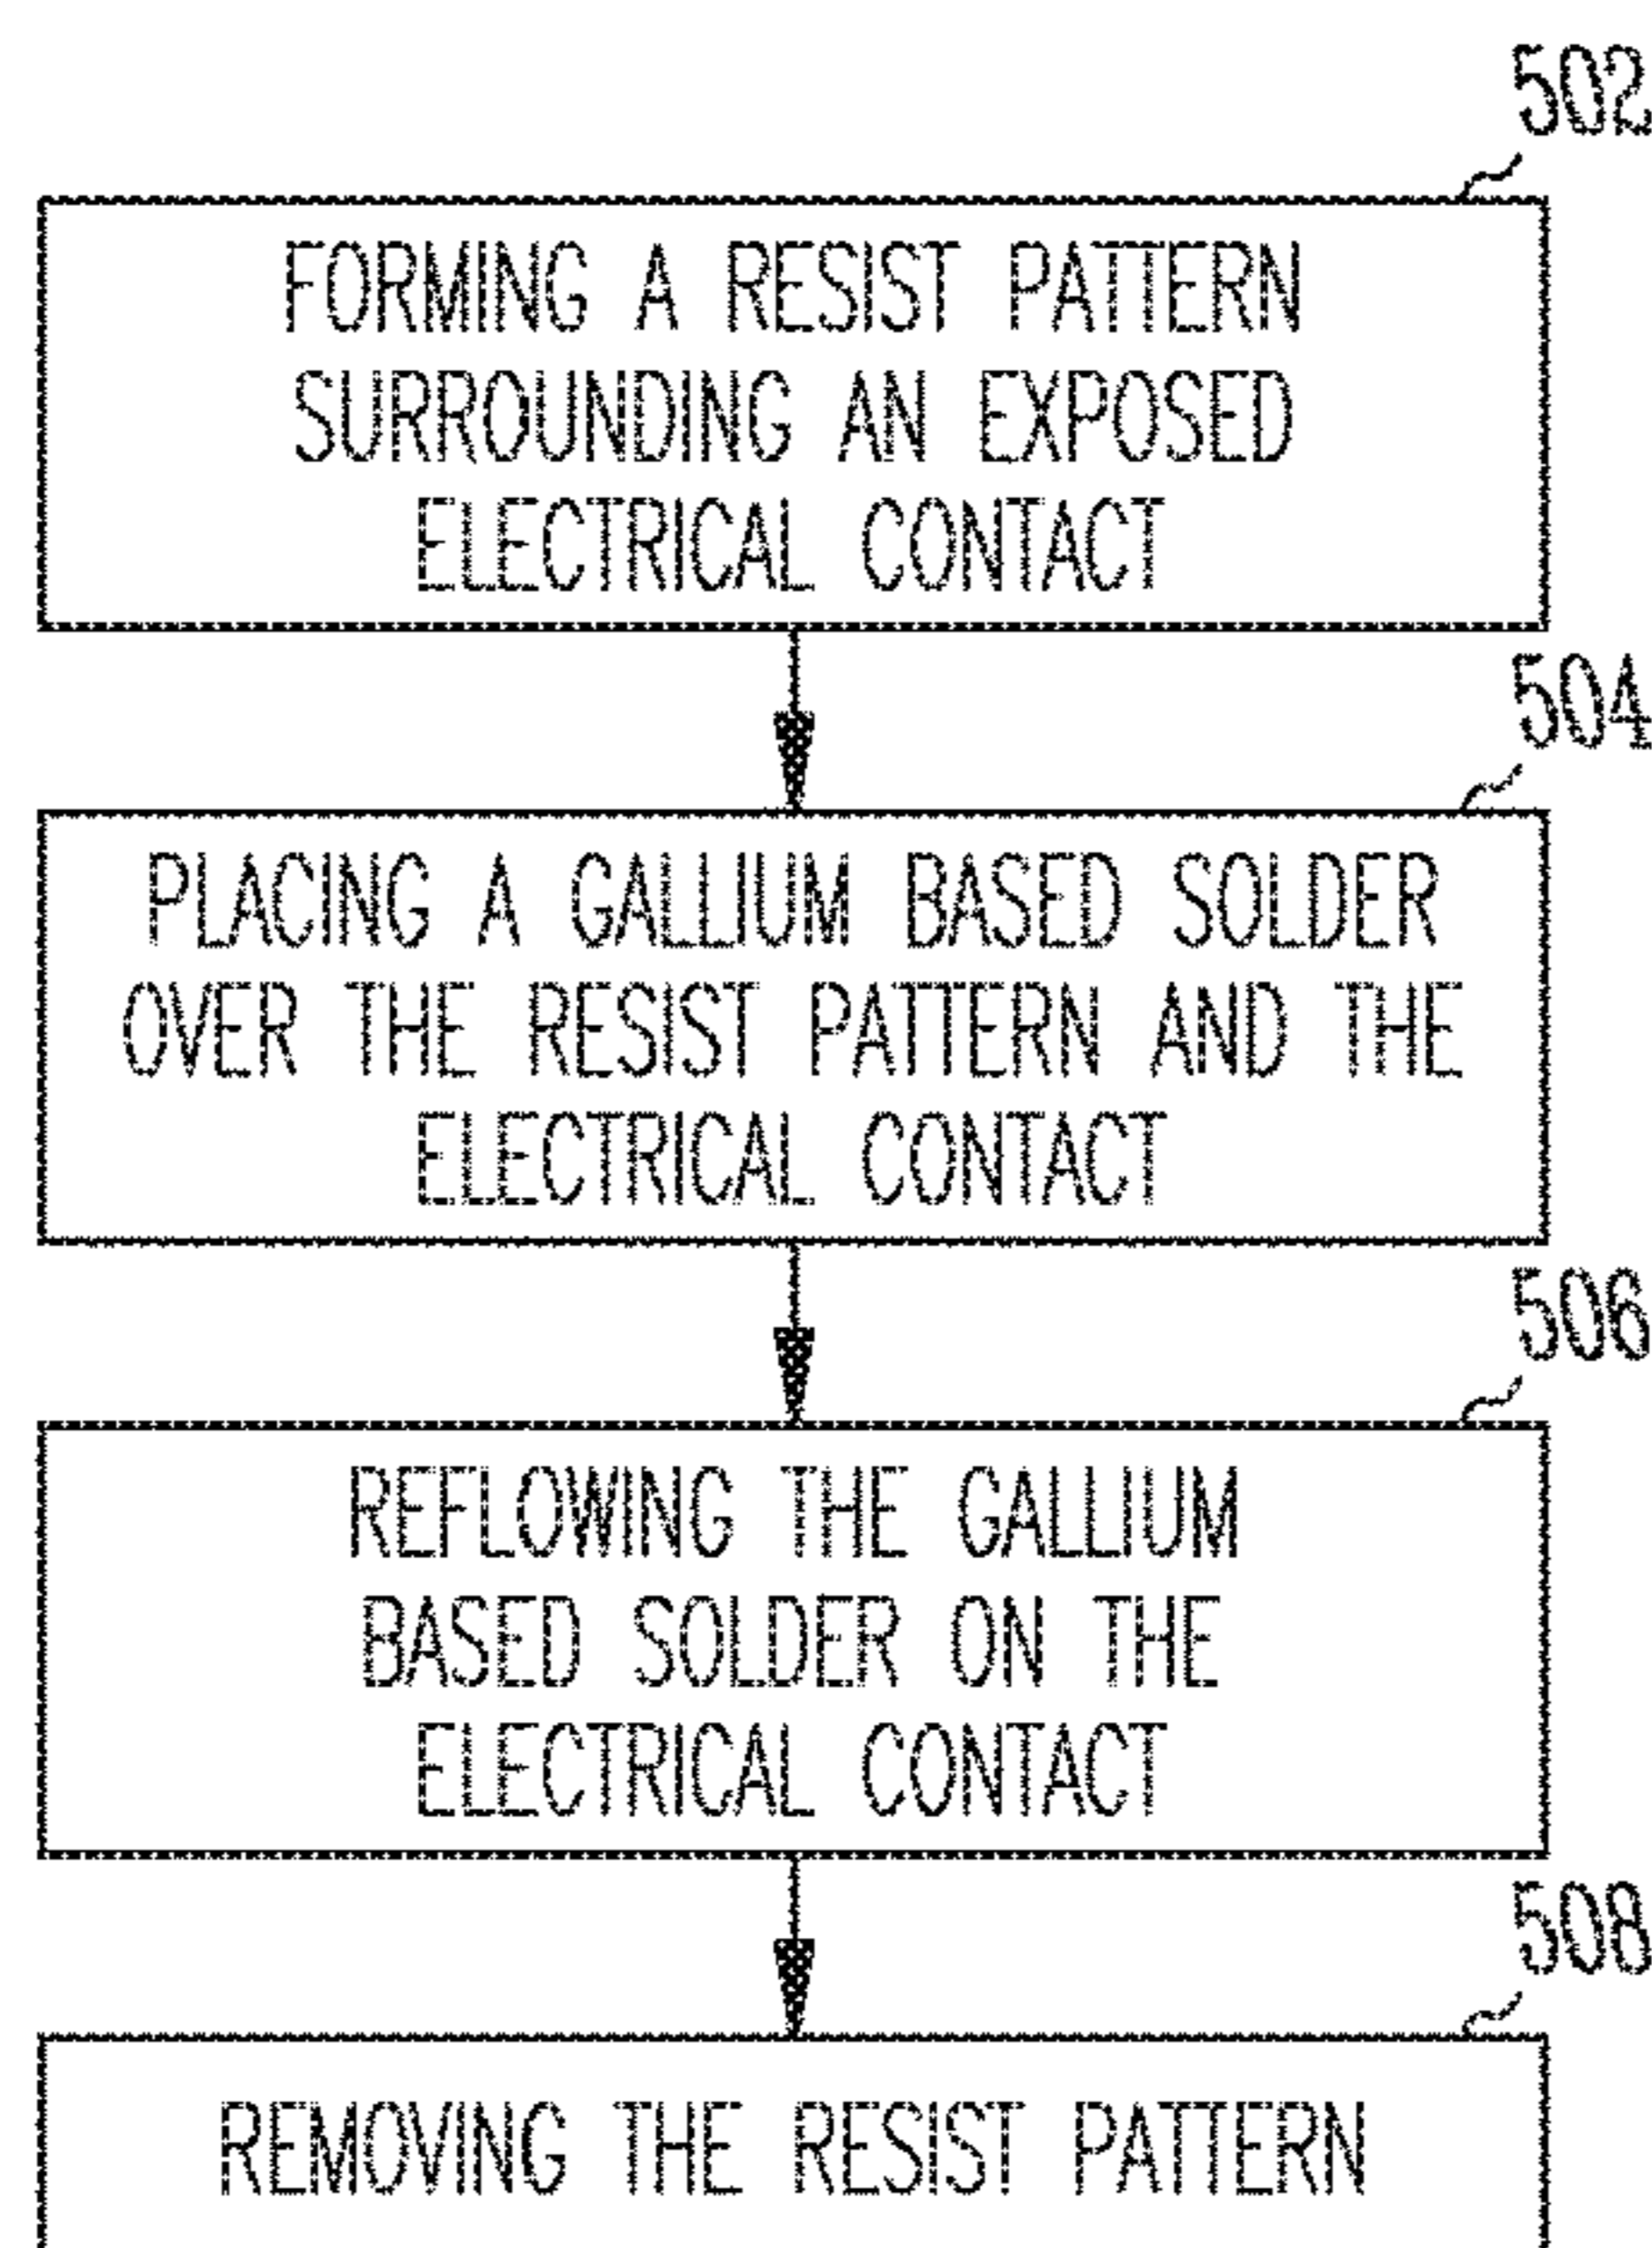 502
FORMING A RESIST PATTERN
SURROUNDING AN EXPOSED
ELECTRICAL CONTACT
504
PLACING A GALLIUM BASED SOLDER
OVER THE RESIST PATTERN AND THE
ELECTRICAL CONTACT
506
REFLOWING THE GALLIUM
BASED SOLDER ON THE
ELECTRICAL CONTACT
508
REMOVING THE RESIST PATTERN